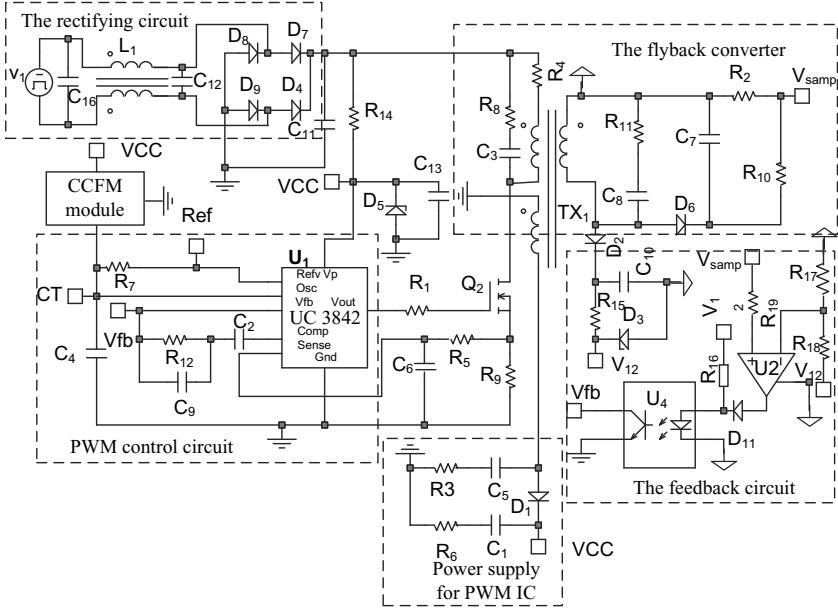 The rectifying circuit
D8
D7
L1
v1
C16
C12
D9
D4
C11
R14
VCC
CCFM
module
Ref
VCC
D5
C13
The flyback converter
R4
R8
C3
TX1
R11
C8
C7
R2
Vsamp
R10
D6
D2
U1
CT
R7
Refv Vp
Osc
Vfb Vout
UC 3842
Comp
Sense
Gnd
Vfb
C2
R12
C9
C4
R1
Q2
R5
C6
R9
PWM control circuit
C10
R15
D3
V12
Vsamp
R17
2
R19
R18
V1
R16
+
−
U2
V12
Vfb
U4
D11
The feedback circuit
R3
C5
D1
R6
C1
VCC
Power supply
for PWM IC